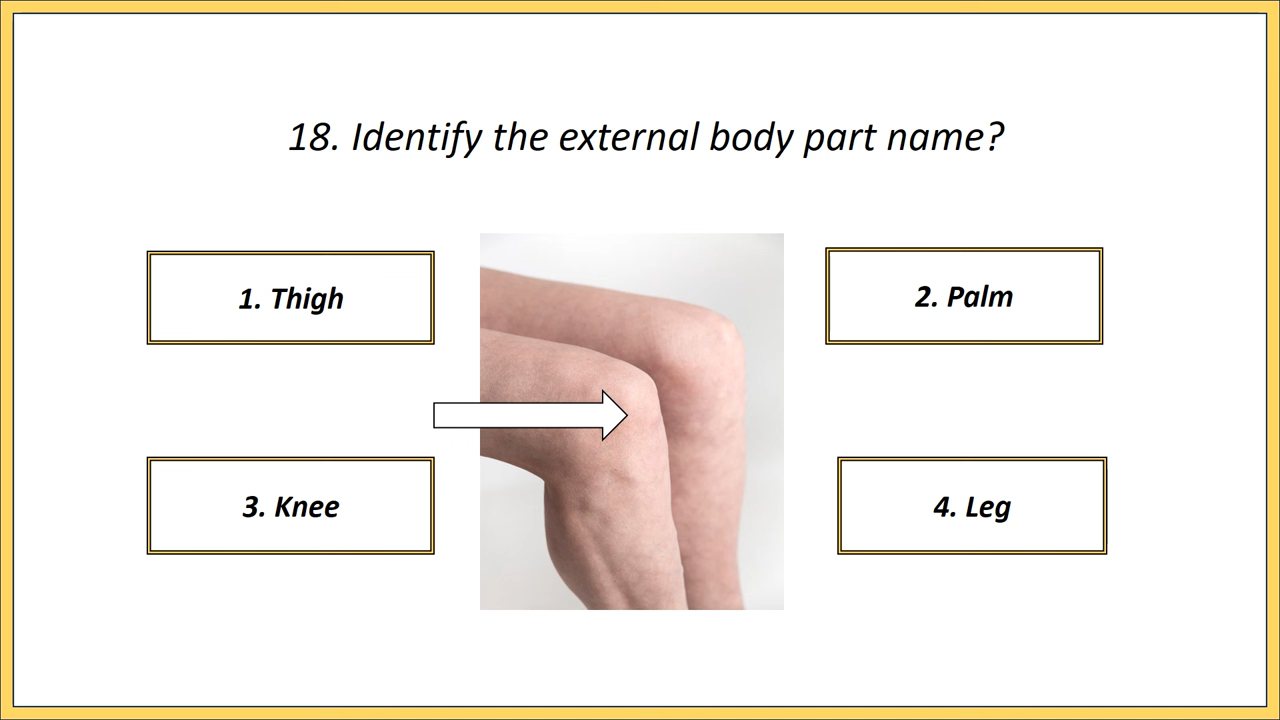 18. Identify the external body part name?
1. Thigh
2. Palm
3. Knee
4. Leg